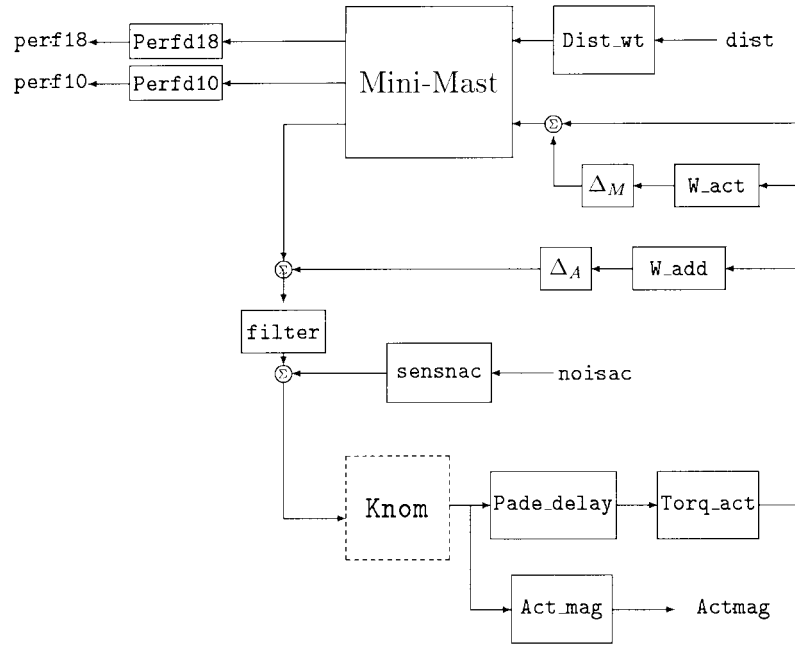 perf18 Perfd18 Dist_wt dist
perf10 Perfd10 Mini-Mast
Σ
Δ_M W_act
Σ Δ_A W_add
filter
Σ sensnac noisac
Knom Pade_delay Torq_act
Act_mag Actmag